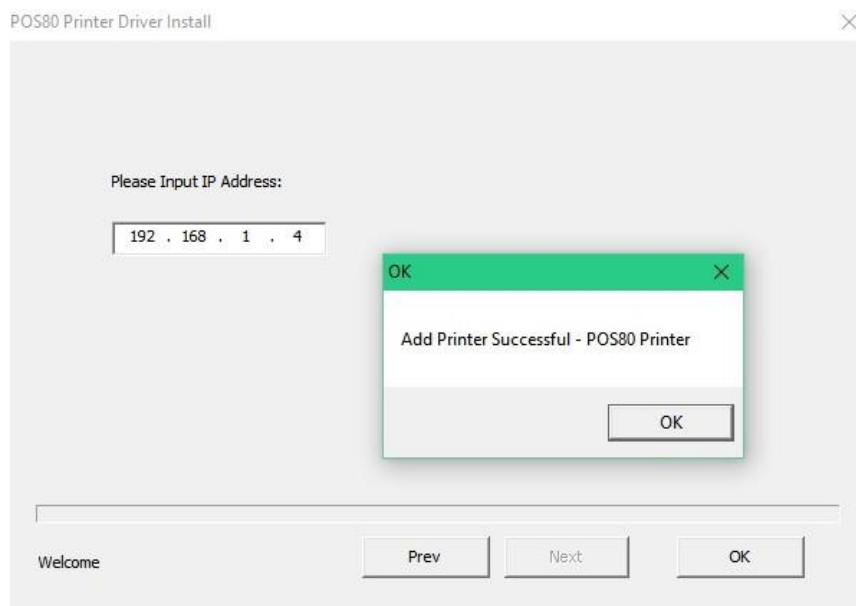 POS80 Printer Driver Install
Please Input IP Address:
192 . 168 . 1 . 4
OK
Add Printer Successful - POS80 Printer
OK
Welcome
Prev
Next
OK